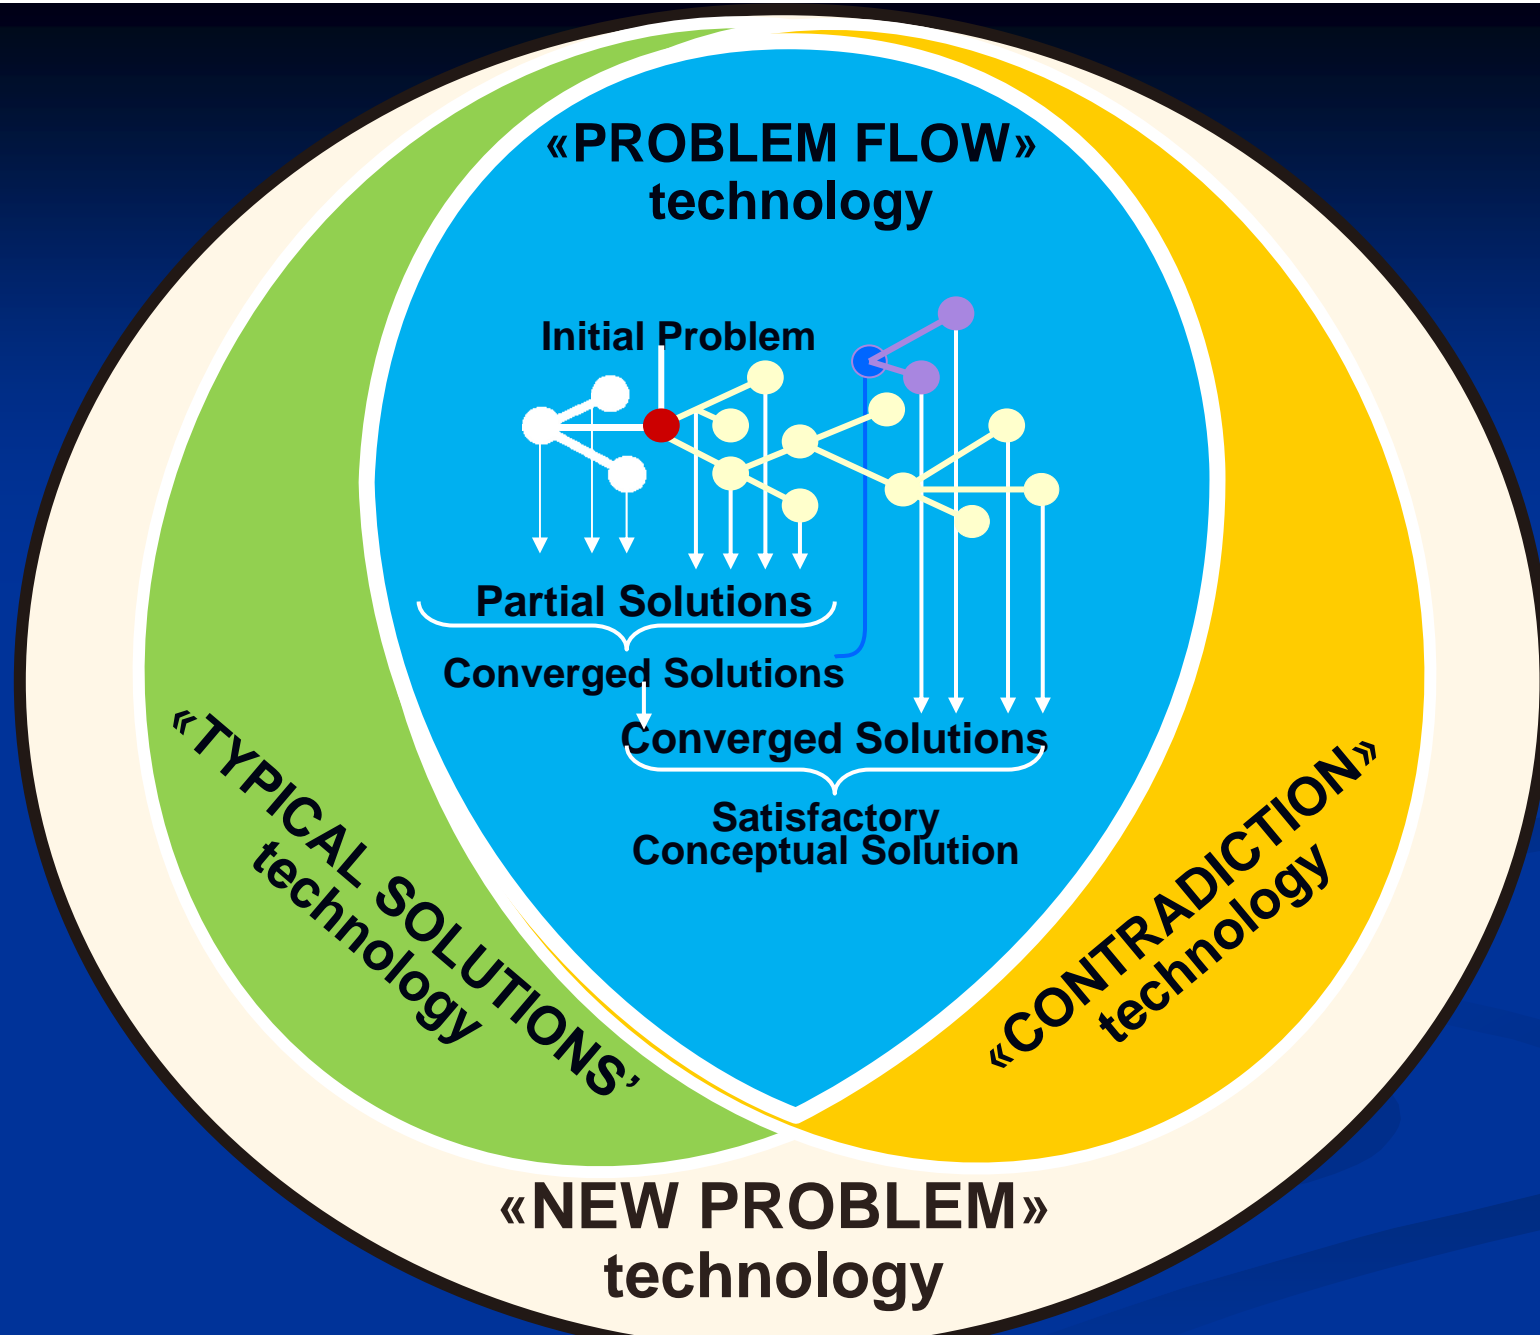 «PROBLEM FLOW»
technology
Initial Problem
Partial Solutions
Converged Solutions
Converged Solutions
Satisfactory
Conceptual Solution
«TYPICAL SOLUTIONS’
technology
«CONTRADICTION»
technology
«NEW PROBLEM»
technology